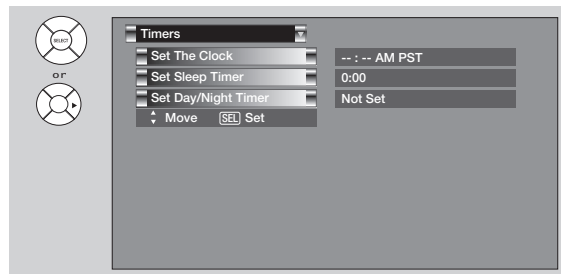 SELECT
or
Timers
Set The Clock -- : -- AM PST
Set Sleep Timer 0:00
Set Day/Night Timer Not Set
Move SEL Set